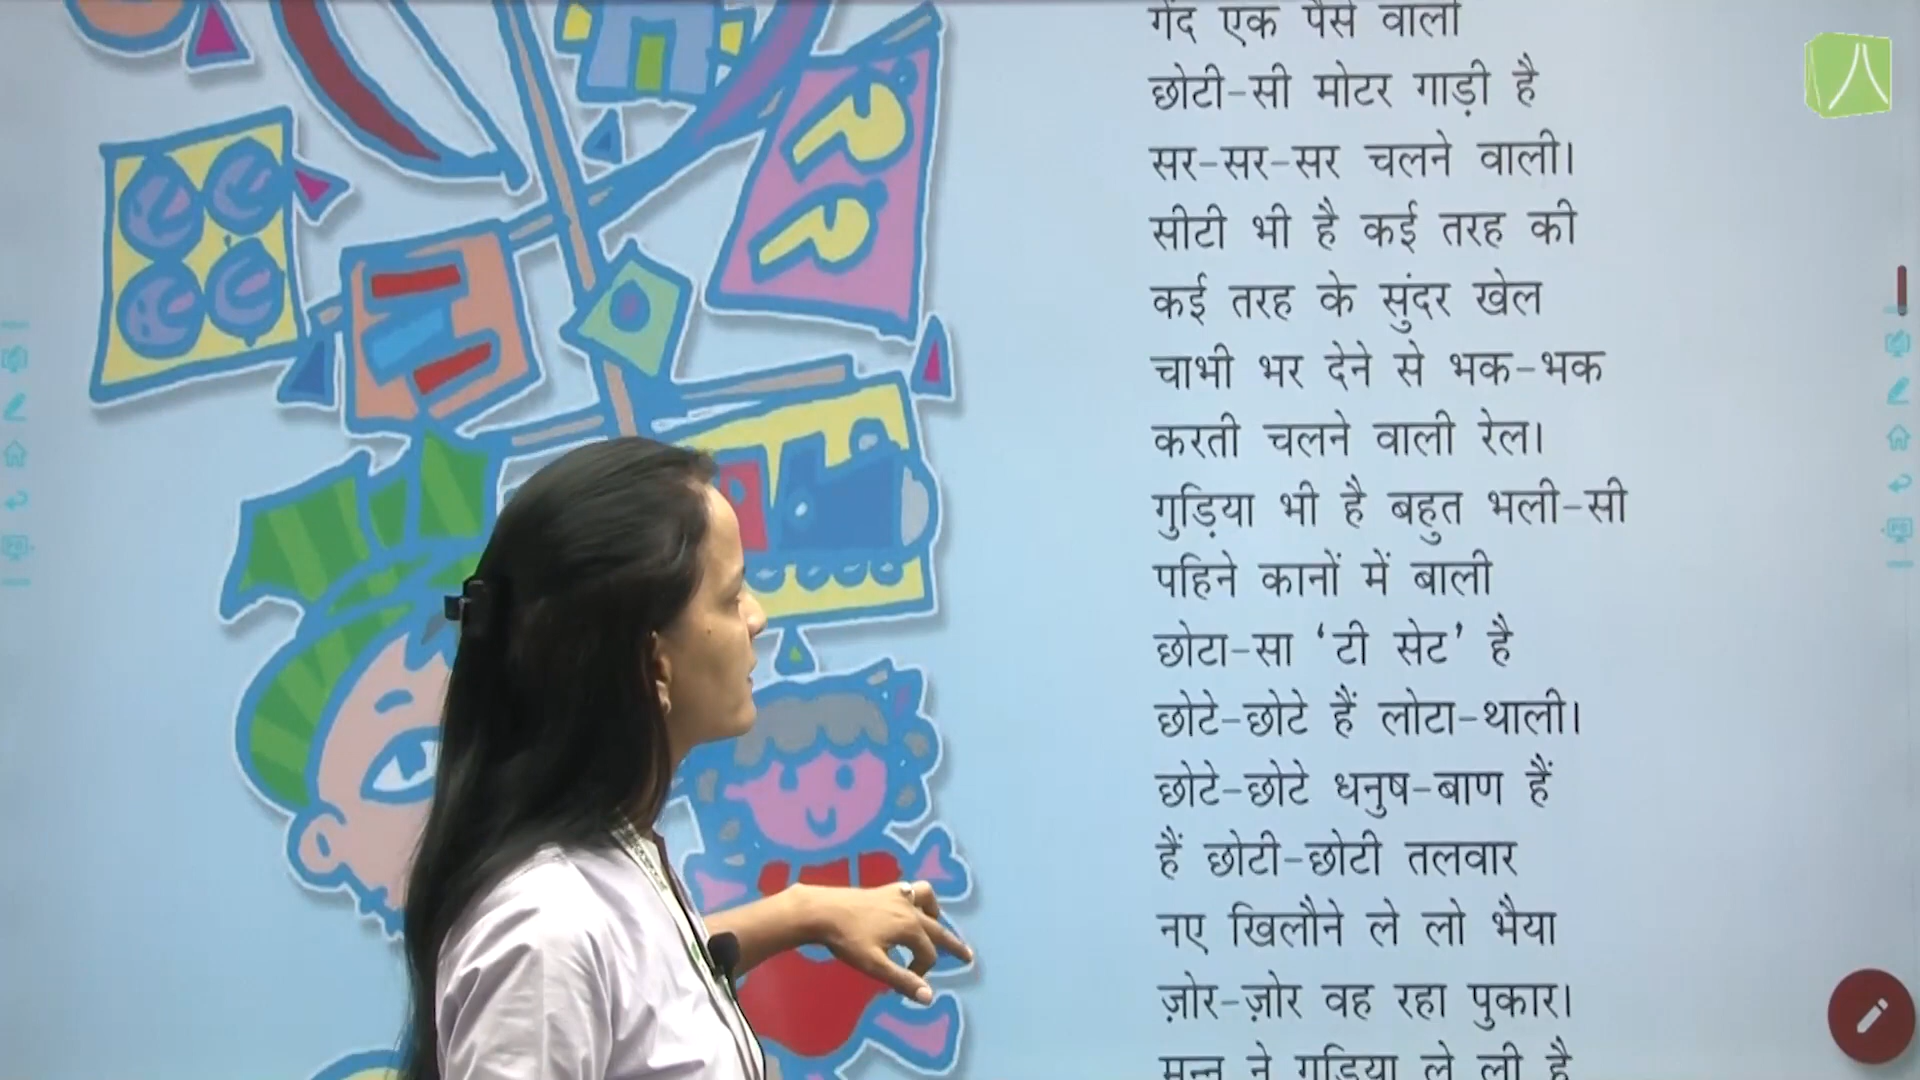 गेंद एक पैसे वाली
छोटी-सी मोटर गाड़ी है
सर-सर-सर चलने वाली।
सीटी भी है कई तरह की
कई तरह के सुंदर खेल
चाभी भर देने से भक-भक
करती चलने वाली रेल।
गुड़िया भी है बहुत भली-सी
पहिने कानों में बाली
छोटा-सा ‘टी सेट’ है
छोटे-छोटे हैं लोटा-थाली।
छोटे-छोटे धनुष-बाण हैं
हैं छोटी-छोटी तलवार
नए खिलौने ले लो भैया
ज़ोर-ज़ोर वह रहा पुकार।
मुन्नू ने गुड़िया ले ली है